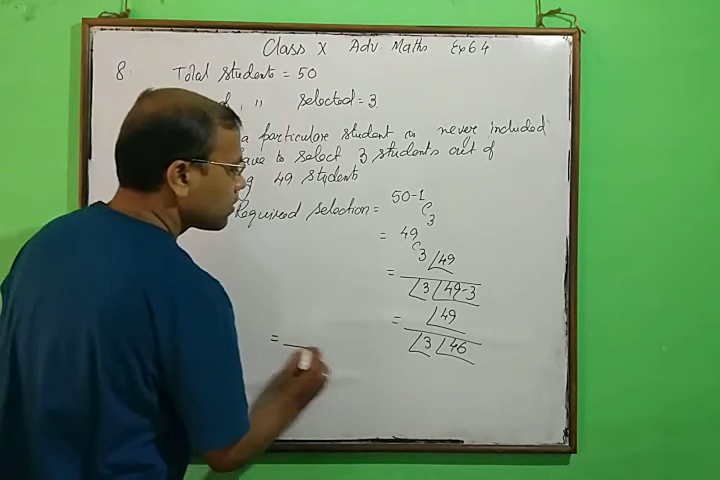 Class X Adv. Maths Ex 6.4
8. Total students = 50
" selected = 3
a particulare student is never included
to select 3 students out of
49 students
Required selection = 50-1C3
= 49C3
= ∟49 / ∟3 ∟49-3
= ∟49 / ∟3 ∟46
=